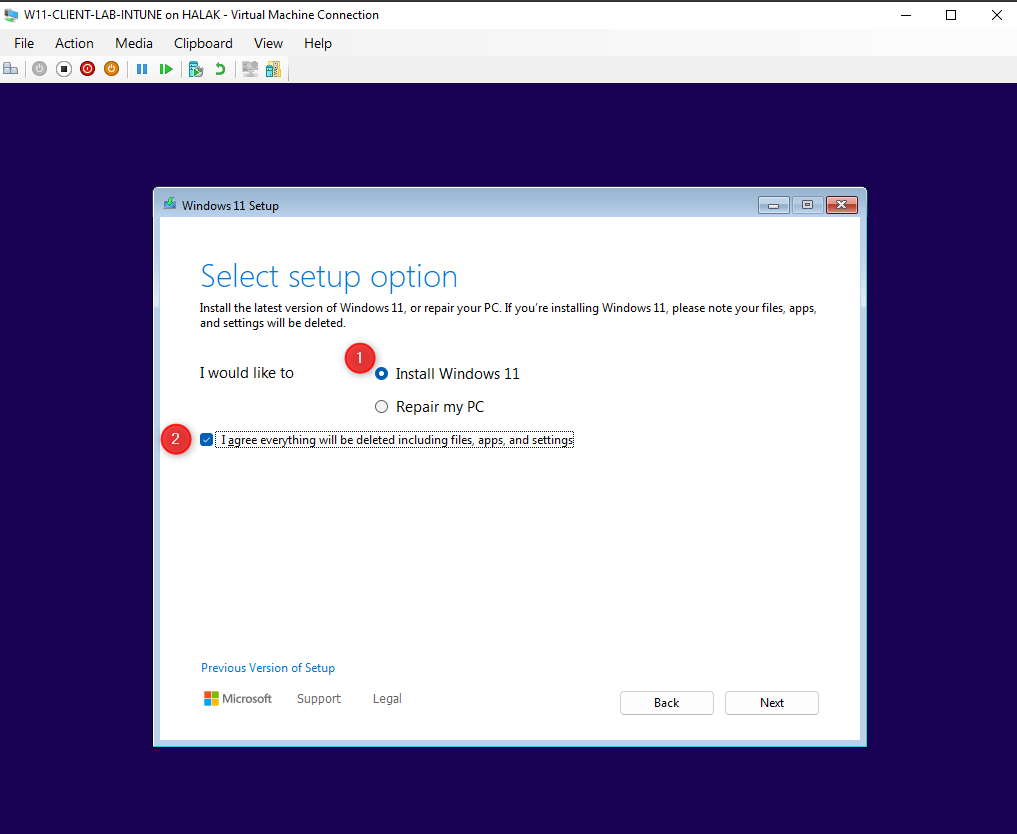 W11-CLIENT-LAB-INTUNE on HALAK - Virtual Machine Connection
File Action Media Clipboard View Help
Windows 11 Setup
Select setup option
Install the latest version of Windows 11, or repair your PC. If you're installing Windows 11, please note your files, apps,
and settings will be deleted.
1
I would like to Install Windows 11
Repair my PC
2 I agree everything will be deleted including files, apps, and settings
Previous Version of Setup
Microsoft Support Legal Back Next